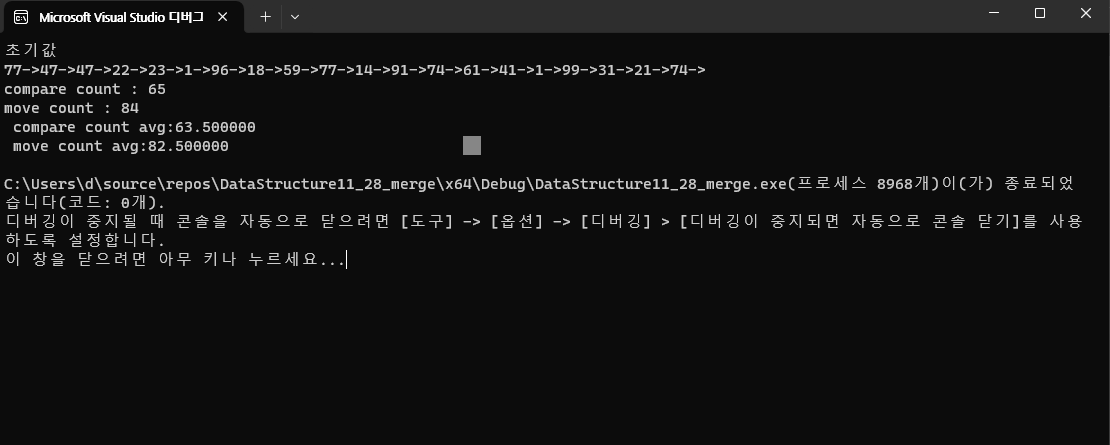 Microsoft Visual Studio 디버그
초기값
77->47->47->22->23->1->96->18->59->77->14->91->74->61->41->1->99->31->21->74->
compare count : 65
move count : 84
compare count avg:63.500000
move count avg:82.500000
C:\Users\d\source\repos\DataStructure11_28_merge\x64\Debug\DataStructure11_28_merge.exe(프로세스 8968개)이(가) 종료되었
습니다(코드: 0개).
디버깅이 중지될 때 콘솔을 자동으로 닫으려면 [도구] -> [옵션] -> [디버깅] > [디버깅이 중지되면 자동으로 콘솔 닫기]를 사용
하도록 설정합니다.
이 창을 닫으려면 아무 키나 누르세요...